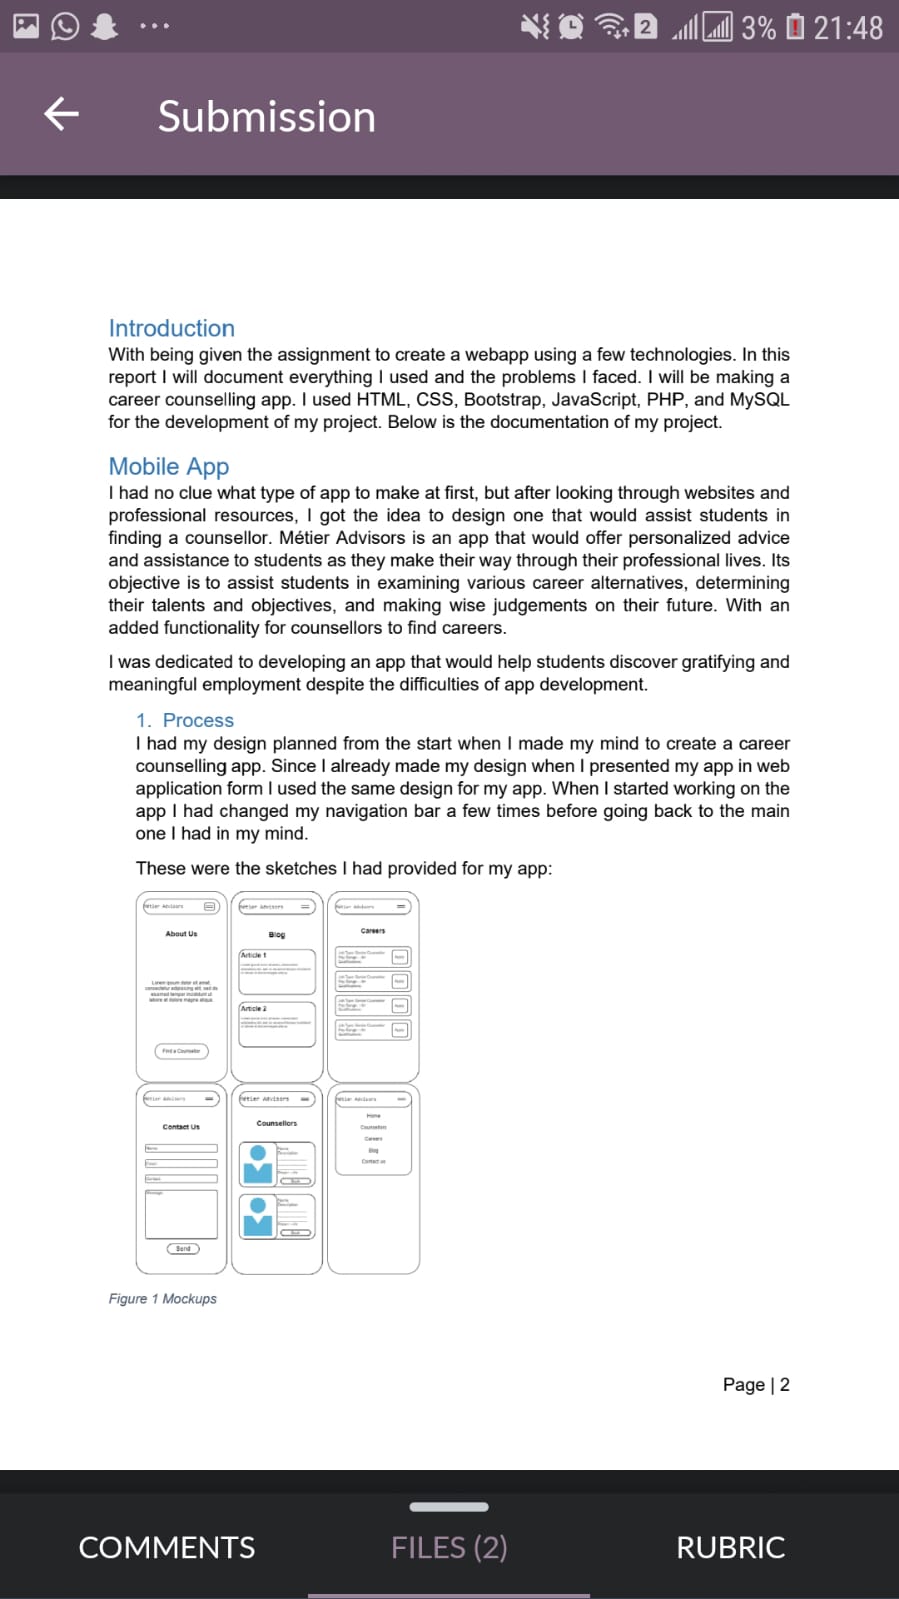 2 3% 21:48
Submission
Introduction
With being given the assignment to create a webapp using a few technologies. In this
report I will document everything I used and the problems I faced. I will be making a
career counselling app. I used HTML, CSS, Bootstrap, JavaScript, PHP, and MySQL
for the development of my project. Below is the documentation of my project.
Mobile App
I had no clue what type of app to make at first, but after looking through websites and
professional resources, I got the idea to design one that would assist students in
finding a counsellor. Métier Advisors is an app that would offer personalized advice
and assistance to students as they make their way through their professional lives. Its
objective is to assist students in examining various career alternatives, determining
their talents and objectives, and making wise judgements on their future. With an
added functionality for counsellors to find careers.
I was dedicated to developing an app that would help students discover gratifying and
meaningful employment despite the difficulties of app development.
1. Process
I had my design planned from the start when I made my mind to create a career
counselling app. Since I already made my design when I presented my app in web
application form I used the same design for my app. When I started working on the
app I had changed my navigation bar a few times before going back to the main
one I had in my mind.
These were the sketches I had provided for my app:
Métier Advisors
About Us
Lorem ipsum dolor sit amet,
consectetur adipiscing elit, sed do
eiusmod tempor incididunt ut
labore et dolore magna aliqua
Find a Counsellor
Métier Advisors
Blog
Article 1
Article 2
Métier Advisors
Careers
Métier Advisors
Contact Us
Send
Métier Advisors
Counsellors
Métier Advisors
Home
Counsellors
Careers
Blog
Contact us
Figure 1 Mockups
Page | 2
COMMENTS FILES (2) RUBRIC